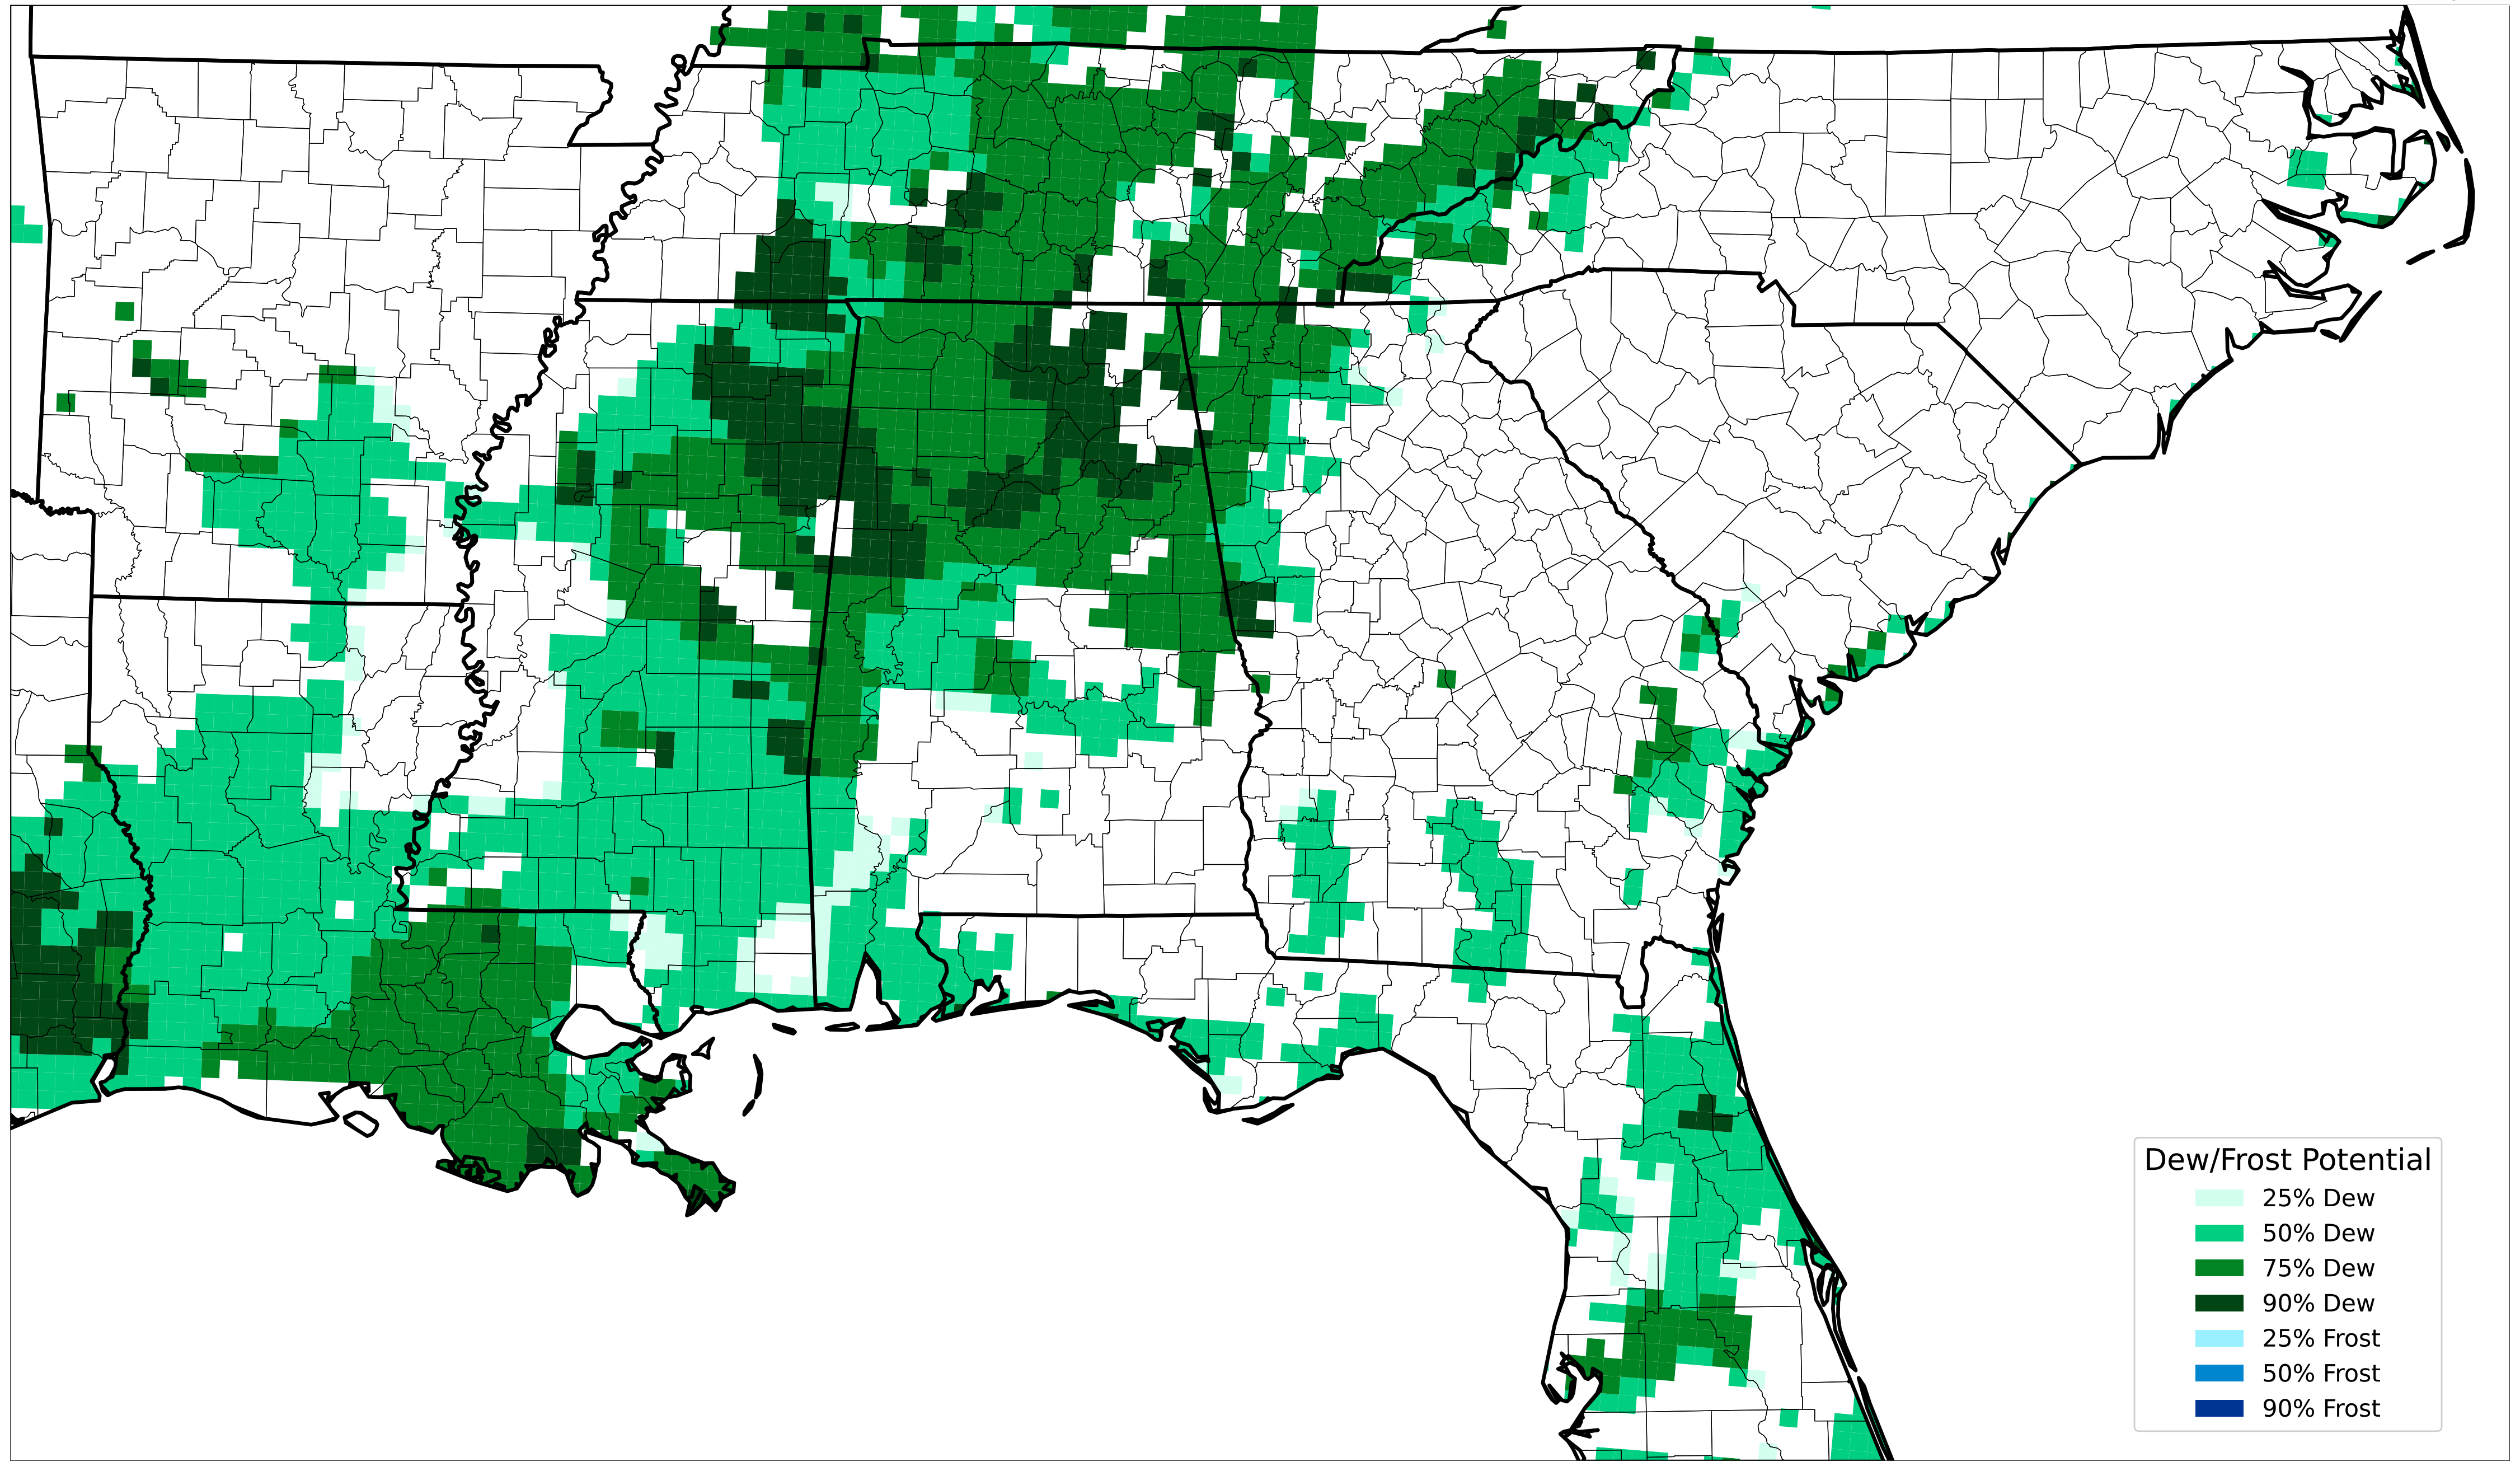 Dew/Frost Potential
25% Dew
50% Dew
75% Dew
90% Dew
25% Frost
50% Frost
90% Frost